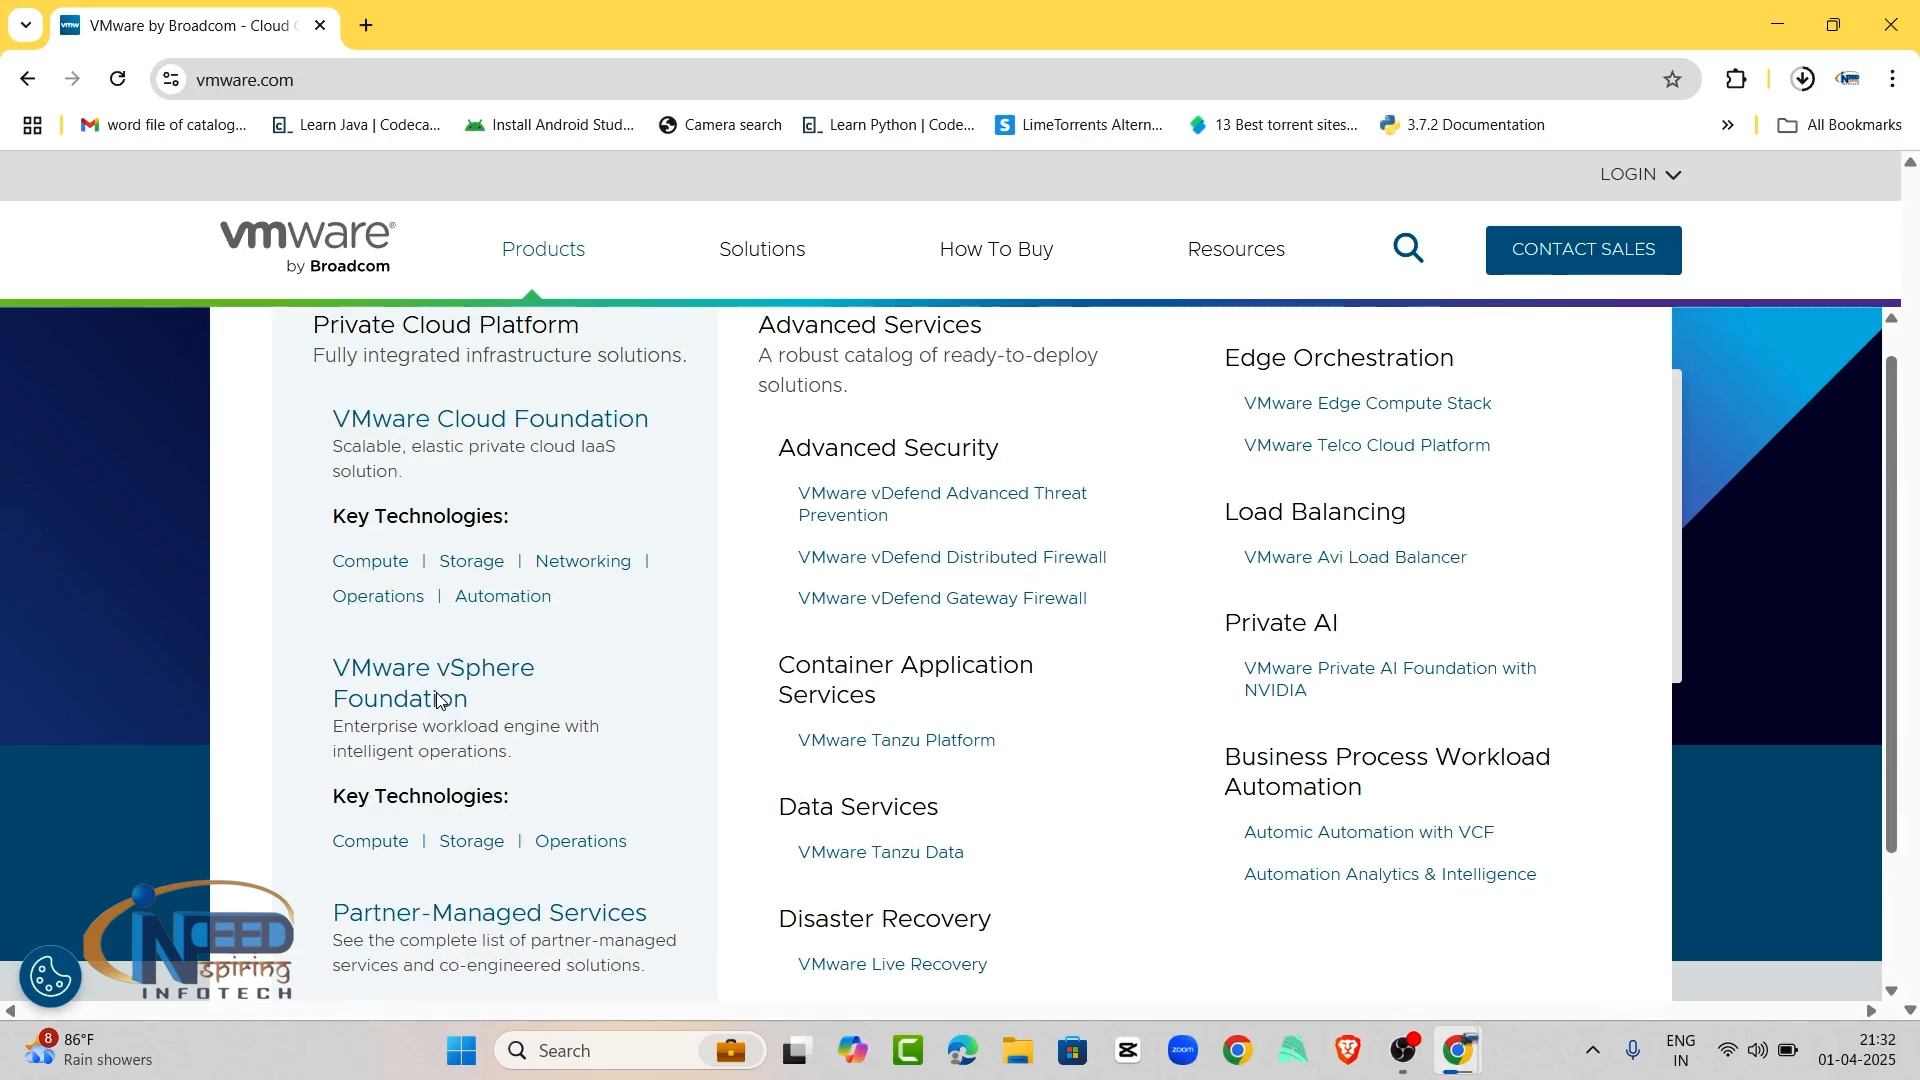 VMware by Broadcom - Cloud
vmware.com
word file of catalog...
Learn Java | Codeca...
Install Android Stud...
Camera search
Learn Python | Code...
LimeTorrents Altern...
13 Best torrent sites...
3.7.2 Documentation
All Bookmarks
LOGIN
vmware®
by Broadcom
Products
Solutions
How To Buy
Resources
CONTACT SALES
Private Cloud Platform
Fully integrated infrastructure solutions.
VMware Cloud Foundation
Scalable, elastic private cloud IaaS
solution.
Key Technologies:
Compute | Storage | Networking |
Operations | Automation
VMware vSphere
Foundation
Enterprise workload engine with
intelligent operations.
Key Technologies:
Compute | Storage | Operations
Partner-Managed Services
See the complete list of partner-managed
services and co-engineered solutions.
Advanced Services
A robust catalog of ready-to-deploy
solutions.
Advanced Security
VMware vDefend Advanced Threat
Prevention
VMware vDefend Distributed Firewall
VMware vDefend Gateway Firewall
Container Application
Services
VMware Tanzu Platform
Data Services
VMware Tanzu Data
Disaster Recovery
VMware Live Recovery
Edge Orchestration
VMware Edge Compute Stack
VMware Telco Cloud Platform
Load Balancing
VMware Avi Load Balancer
Private AI
VMware Private AI Foundation with
NVIDIA
Business Process Workload
Automation
Automic Automation with VCF
Automation Analytics & Intelligence
iNCEED
nspiring
INFOTECH
8
86°F
Rain showers
Search
zoom
ENG
IN
21:32
01-04-2025